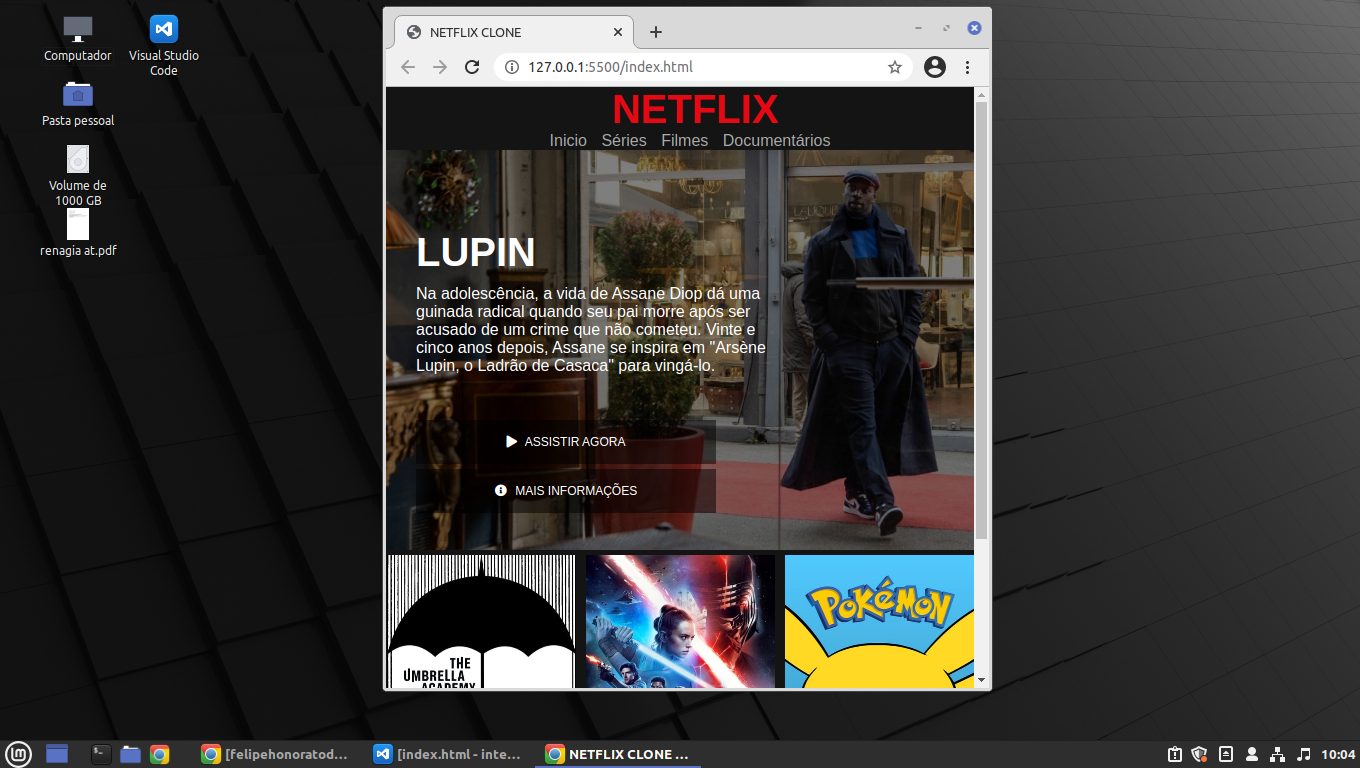 Computador
Visual Studio
Code
Pasta pessoal
Volume de
1000 GB
renagia at.pdf
NETFLIX CLONE
127.0.0.1:5500/index.html
NETFLIX
Inicio Séries Filmes Documentários
LUPIN
Na adolescência, a vida de Assane Diop dá uma
guinada radical quando seu pai morre após ser
acusado de um crime que não cometeu. Vinte e
cinco anos depois, Assane se inspira em "Arsène
Lupin, o Ladrão de Casaca" para vingá-lo.
ASSISTIR AGORA
MAIS INFORMAÇÕES
THE
UMBRELLA
ACADEMY
POKéMON
[felipehonoratod...
[index.html - inte...
NETFLIX CLONE ...
10:04